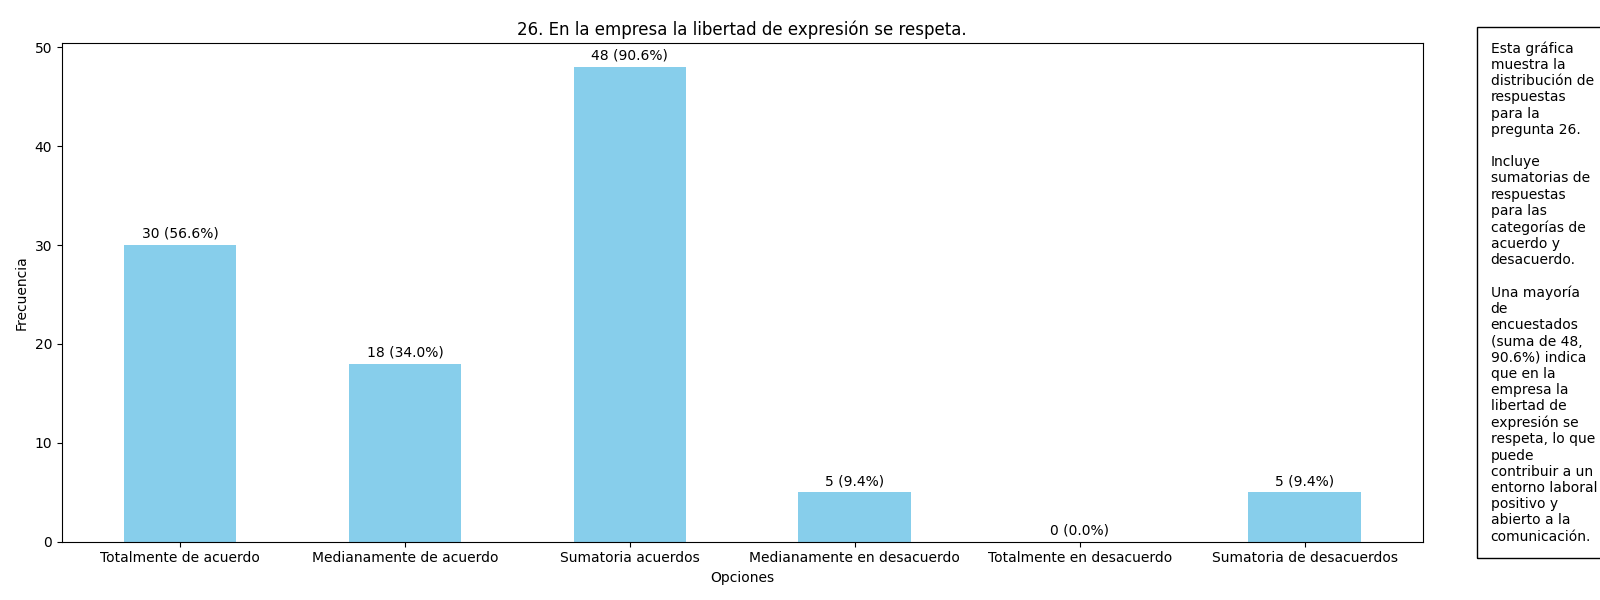 26. En la empresa la libertad de expresión se respeta.
50
40
30
20
10
0
Frecuencia
30 (56.6%)
18 (34.0%)
48 (90.6%)
5 (9.4%)
0 (0.0%)
5 (9.4%)
Totalmente de acuerdo
Medianamente de acuerdo
Sumatoria acuerdos
Medianamente en desacuerdo
Totalmente en desacuerdo
Sumatoria de desacuerdos
Opciones
Esta gráfica
muestra la
distribución de
respuestas
para la
pregunta 26.
Incluye
sumatorias de
respuestas
para las
categorías de
acuerdo y
desacuerdo.
Una mayoría
de
encuestados
(suma de 48,
90.6%) indica
que en la
empresa la
libertad de
expresión se
respeta, lo que
puede
contribuir a un
entorno laboral
positivo y
abierto a la
comunicación.